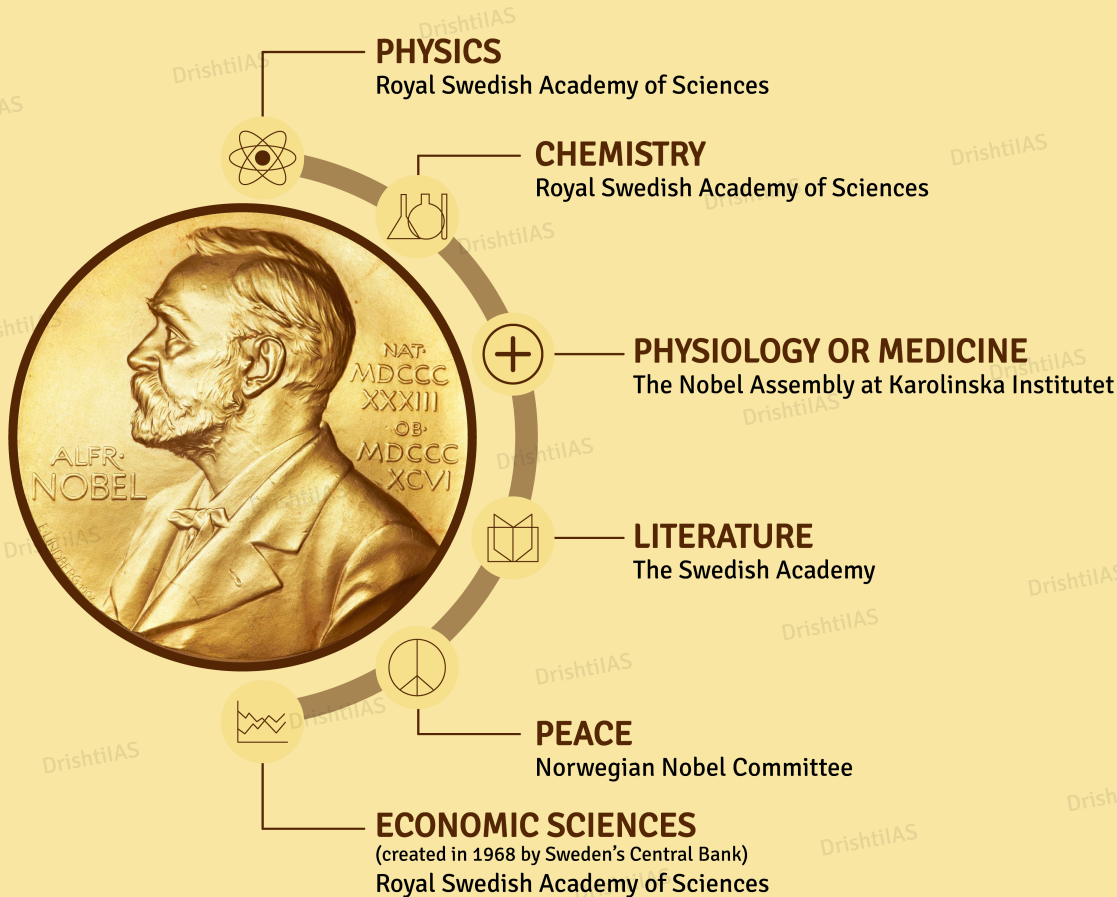 PHYSICS
Royal Swedish Academy of Sciences
CHEMISTRY
Royal Swedish Academy of Sciences
PHYSIOLOGY OR MEDICINE
The Nobel Assembly at Karolinska Institutet
LITERATURE
The Swedish Academy
PEACE
Norwegian Nobel Committee
ECONOMIC SCIENCES
(created in 1968 by Sweden's Central Bank)
Royal Swedish Academy of Sciences
ALFR·
NOBEL
NAT·
MDCCC
XXXIII
OB·
MDCCC
XCVI
DrishtiIAS